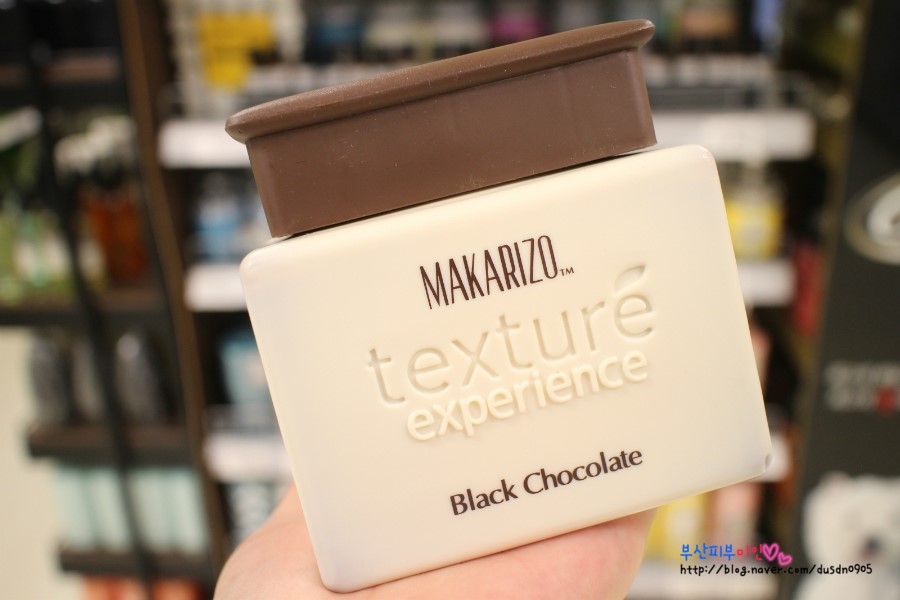 MAKARIZO™
texture
experience
Black Chocolate
부산피부미인
http://blog.naver.com/dusdn0905